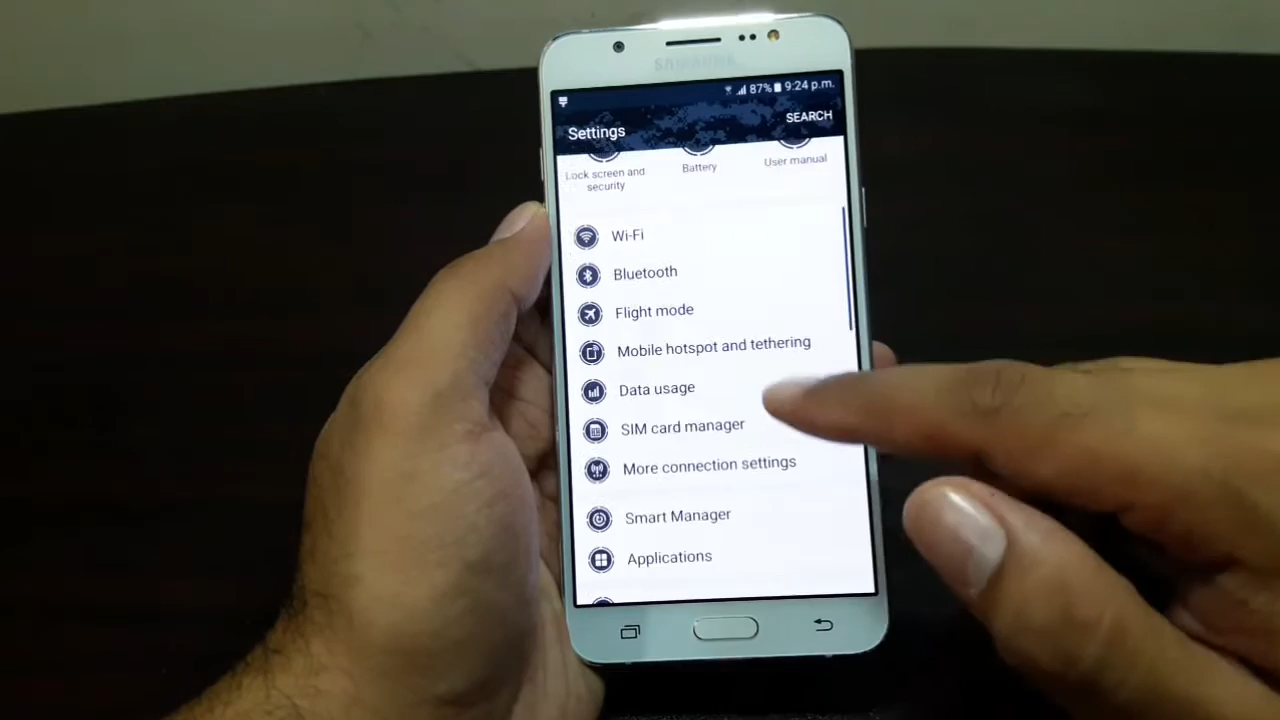 SAMSUNG
87% 9:24 p.m.
Settings
SEARCH
Lock screen and
security
Battery
User manual
Wi-Fi
Bluetooth
Flight mode
Mobile hotspot and tethering
Data usage
SIM card manager
More connection settings
Smart Manager
Applications